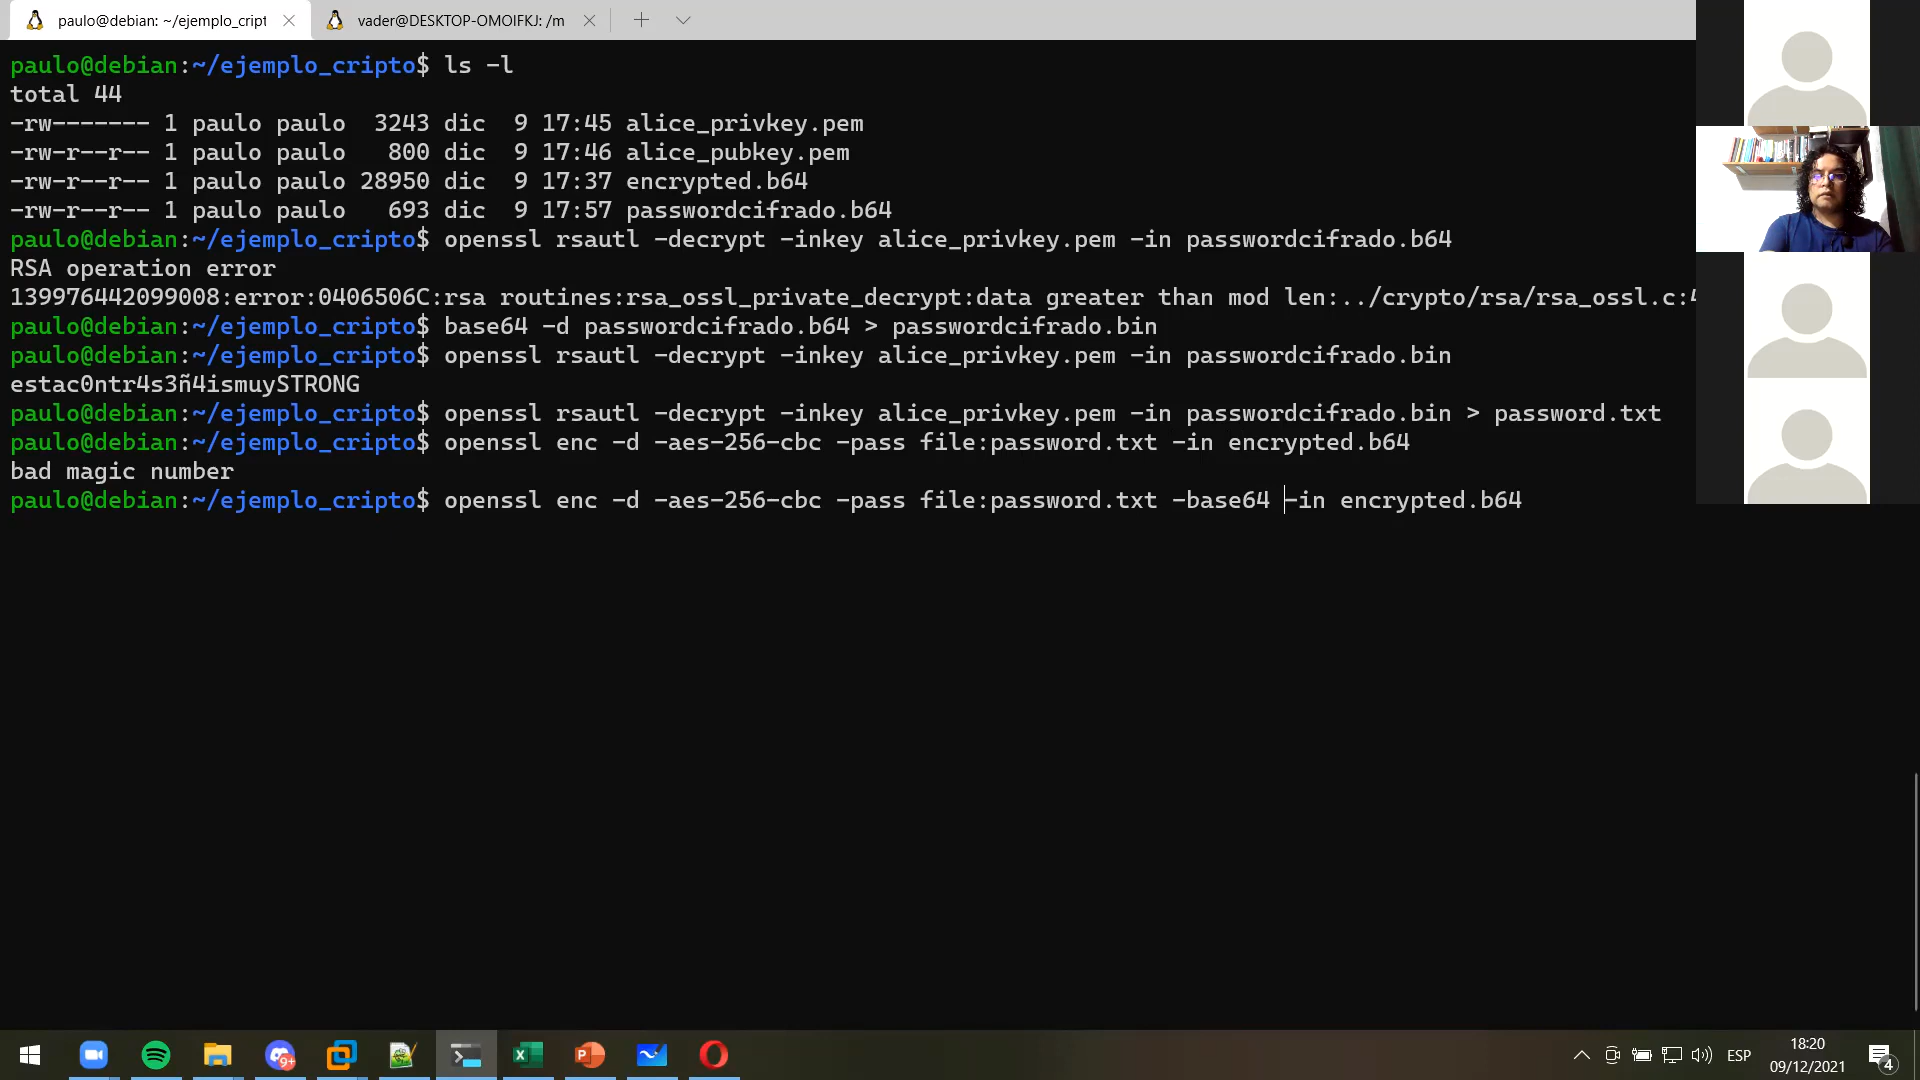 paulo@debian: ~/ejemplo_cript
vader@DESKTOP-OMOIFKJ: /m
paulo@debian:~/ejemplo_cripto$ ls -l
total 44
-rw------- 1 paulo paulo  3243 dic  9 17:45 alice_privkey.pem
-rw-r--r-- 1 paulo paulo   800 dic  9 17:46 alice_pubkey.pem
-rw-r--r-- 1 paulo paulo 28950 dic  9 17:37 encrypted.b64
-rw-r--r-- 1 paulo paulo   693 dic  9 17:57 passwordcifrado.b64
paulo@debian:~/ejemplo_cripto$ openssl rsautl -decrypt -inkey alice_privkey.pem -in passwordcifrado.b64
RSA operation error
139976442099008:error:0406506C:rsa routines:rsa_ossl_private_decrypt:data greater than mod len:../crypto/rsa/rsa_ossl.c:4
paulo@debian:~/ejemplo_cripto$ base64 -d passwordcifrado.b64 > passwordcifrado.bin
paulo@debian:~/ejemplo_cripto$ openssl rsautl -decrypt -inkey alice_privkey.pem -in passwordcifrado.bin
estac0ntr4s3ñ4ismuySTRONG
paulo@debian:~/ejemplo_cripto$ openssl rsautl -decrypt -inkey alice_privkey.pem -in passwordcifrado.bin > password.txt
paulo@debian:~/ejemplo_cripto$ openssl enc -d -aes-256-cbc -pass file:password.txt -in encrypted.b64
bad magic number
paulo@debian:~/ejemplo_cripto$ openssl enc -d -aes-256-cbc -pass file:password.txt -base64 -in encrypted.b64
9+
ESP
18:20
09/12/2021
4